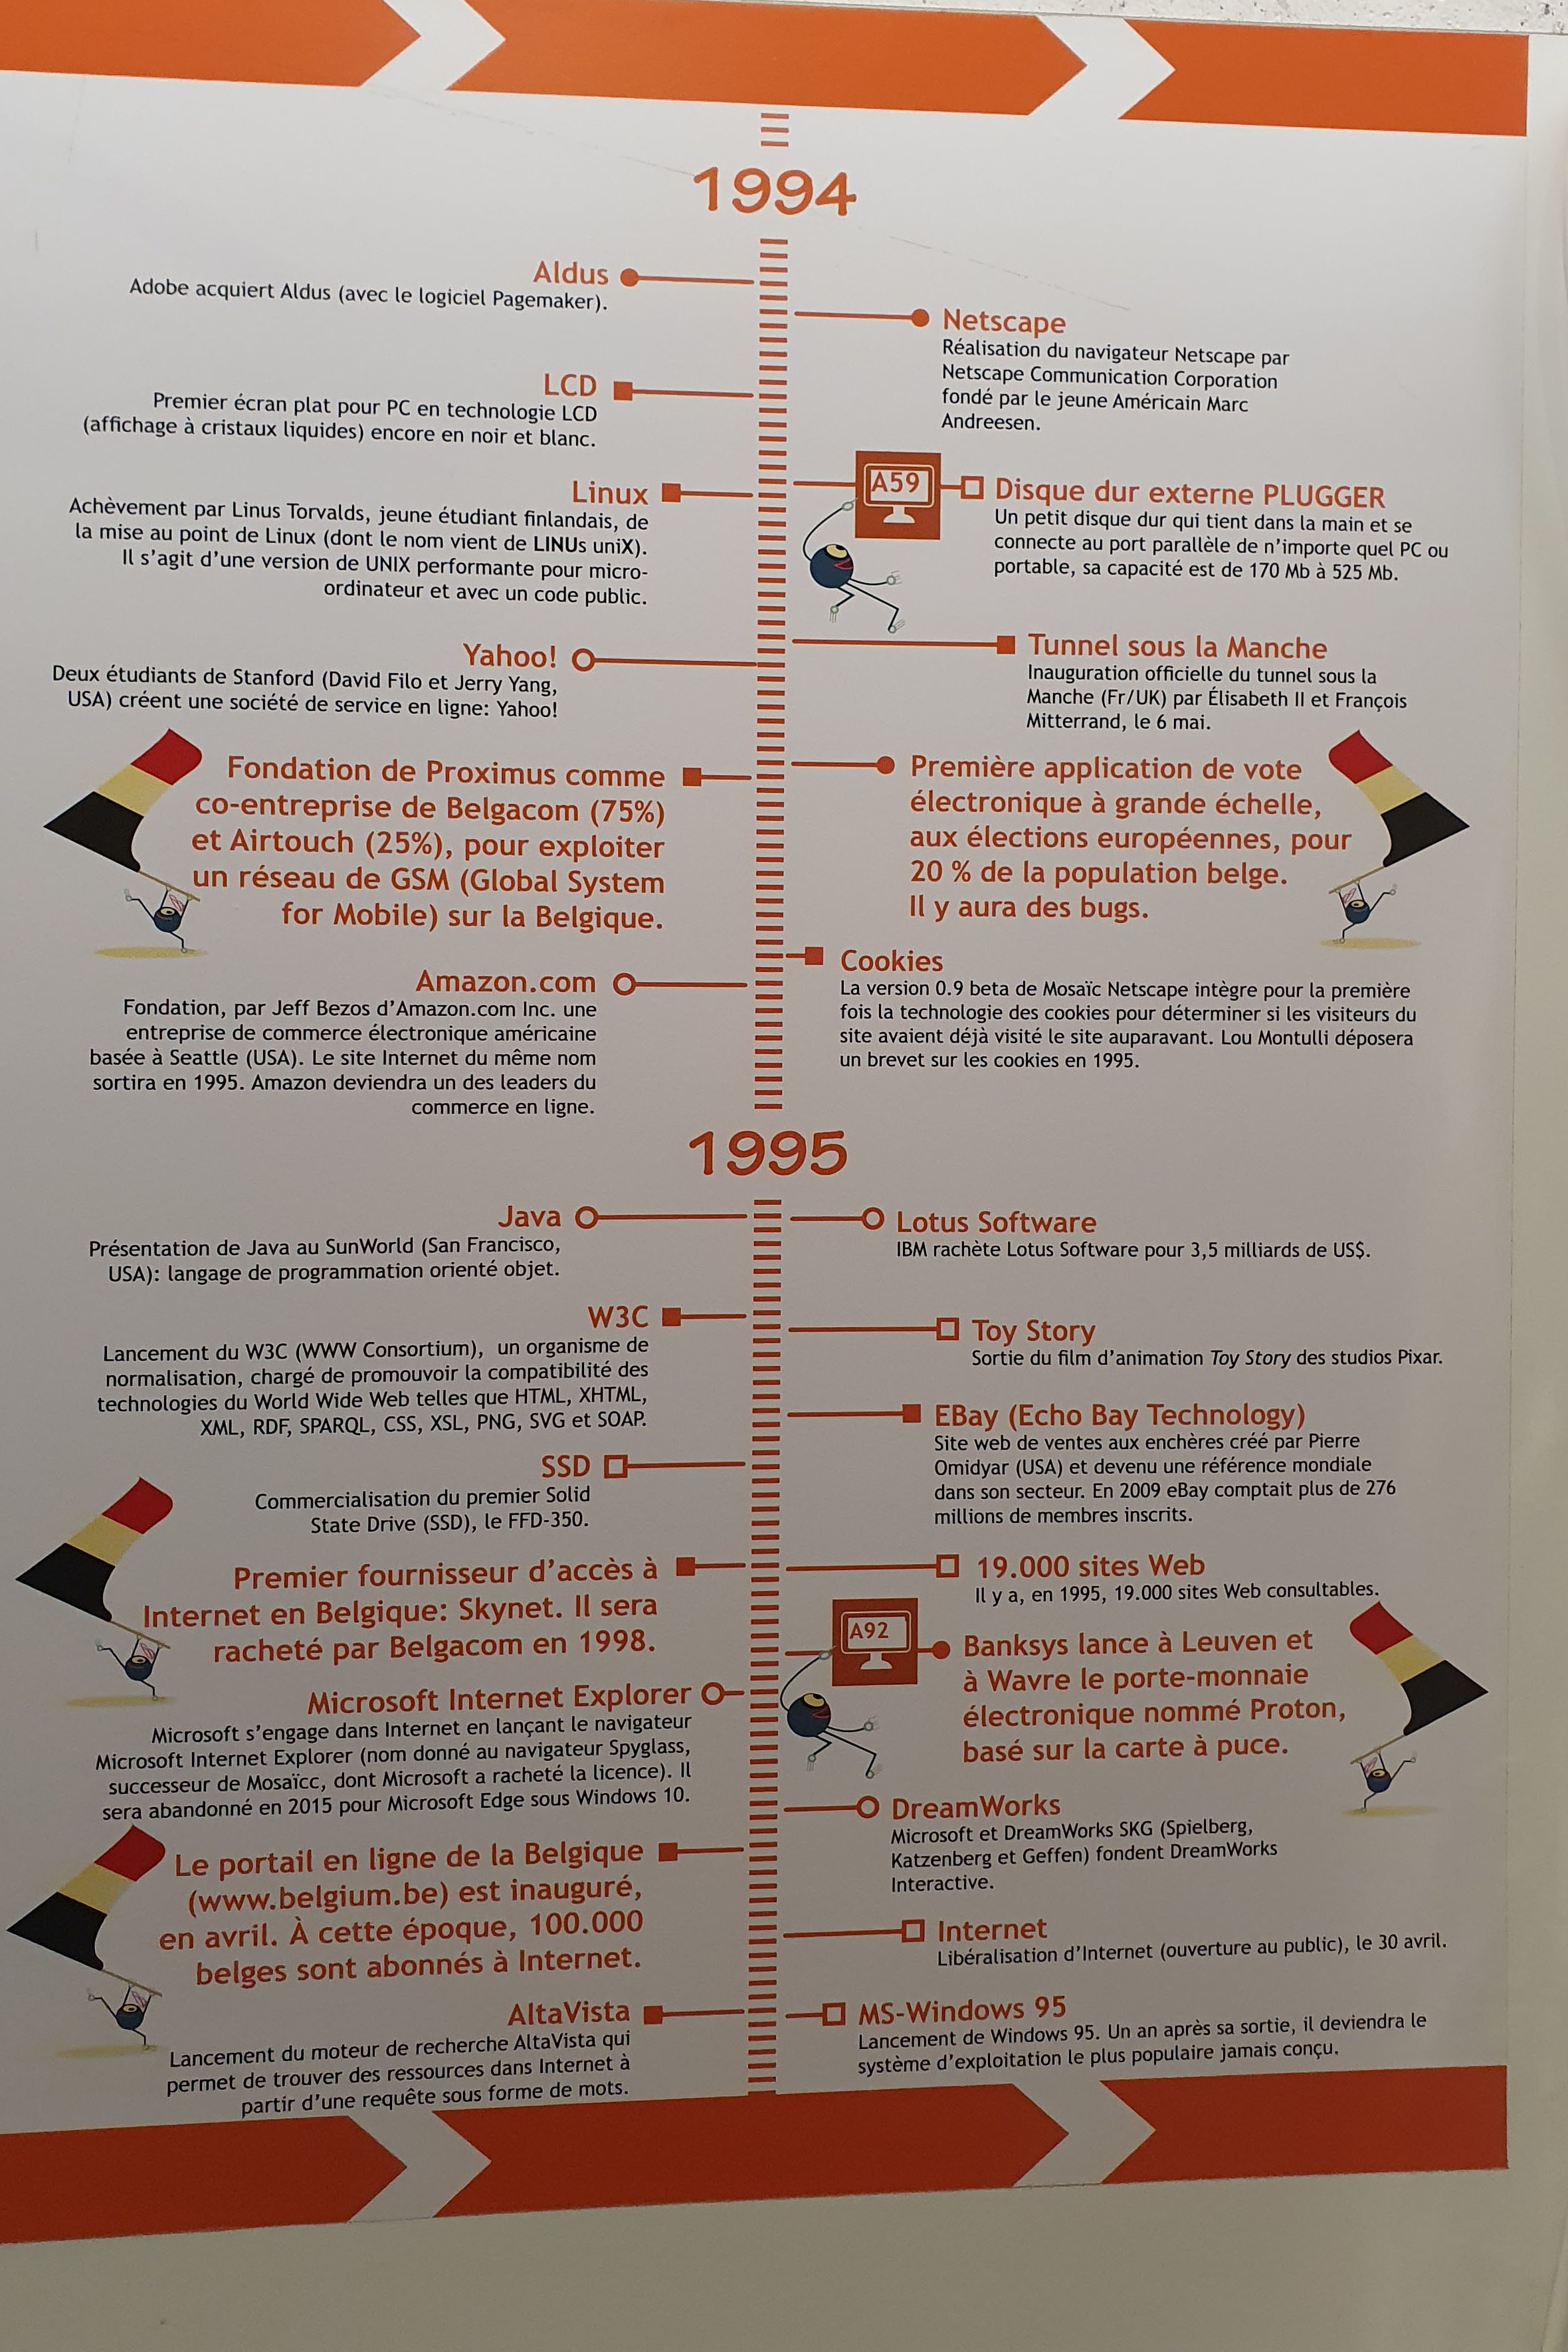 1994
Aldus
Adobe acquiert Aldus (avec le logiciel Pagemaker).
Netscape
Réalisation du navigateur Netscape par
Netscape Communication Corporation
fondé par le jeune Américain Marc
Andreesen.
LCD
Premier écran plat pour PC en technologie LCD
(affichage à cristaux liquides) encore en noir et blanc.
A59
Disque dur externe PLUGGER
Un petit disque dur qui tient dans la main et se
connecte au port parallèle de n’importe quel PC ou
portable, sa capacité est de 170 Mb à 525 Mb.
Linux
Achèvement par Linus Torvalds, jeune étudiant finlandais, de
la mise au point de Linux (dont le nom vient de LINUs uniX).
Il s’agit d’une version de UNIX performante pour micro-
ordinateur et avec un code public.
Tunnel sous la Manche
Inauguration officielle du tunnel sous la
Manche (Fr/UK) par Élisabeth II et François
Mitterrand, le 6 mai.
Yahoo!
Deux étudiants de Stanford (David Filo et Jerry Yang,
USA) créent une société de service en ligne: Yahoo!
Fondation de Proximus comme
co-entreprise de Belgacom (75%)
et Airtouch (25%), pour exploiter
un réseau de GSM (Global System
for Mobile) sur la Belgique.
Première application de vote
électronique à grande échelle,
aux élections européennes, pour
20 % de la population belge.
Il y aura des bugs.
Cookies
La version 0.9 beta de Mosaïc Netscape intègre pour la première
fois la technologie des cookies pour déterminer si les visiteurs du
site avaient déjà visité le site auparavant. Lou Montulli déposera
un brevet sur les cookies en 1995.
Amazon.com
Fondation, par Jeff Bezos d’Amazon.com Inc. une
entreprise de commerce électronique américaine
basée à Seattle (USA). Le site Internet du même nom
sortira en 1995. Amazon deviendra un des leaders du
commerce en ligne.
1995
Java
Présentation de Java au SunWorld (San Francisco,
USA): langage de programmation orienté objet.
Lotus Software
IBM rachète Lotus Software pour 3,5 milliards de US$.
W3C
Lancement du W3C (WWW Consortium), un organisme de
normalisation, chargé de promouvoir la compatibilité des
technologies du World Wide Web telles que HTML, XHTML,
XML, RDF, SPARQL, CSS, XSL, PNG, SVG et SOAP.
Toy Story
Sortie du film d’animation Toy Story des studios Pixar.
EBay (Echo Bay Technology)
Site web de ventes aux enchères créé par Pierre
Omidyar (USA) et devenu une référence mondiale
dans son secteur. En 2009 eBay comptait plus de 276
millions de membres inscrits.
SSD
Commercialisation du premier Solid
State Drive (SSD), le FFD-350.
Premier fournisseur d’accès à
Internet en Belgique: Skynet. Il sera
racheté par Belgacom en 1998.
19.000 sites Web
Il y a, en 1995, 19.000 sites Web consultables.
A92
Banksys lance à Leuven et
à Wavre le porte-monnaie
électronique nommé Proton,
basé sur la carte à puce.
Microsoft Internet Explorer
Microsoft s’engage dans Internet en lançant le navigateur
Microsoft Internet Explorer (nom donné au navigateur Spyglass,
successeur de Mosaïcc, dont Microsoft a racheté la licence). Il
sera abandonné en 2015 pour Microsoft Edge sous Windows 10.
DreamWorks
Microsoft et DreamWorks SKG (Spielberg,
Katzenberg et Geffen) fondent DreamWorks
Interactive.
Le portail en ligne de la Belgique
(www.belgium.be) est inauguré,
en avril. À cette époque, 100.000
belges sont abonnés à Internet.
Internet
Libéralisation d’Internet (ouverture au public), le 30 avril.
AltaVista
Lancement du moteur de recherche AltaVista qui
permet de trouver des ressources dans Internet à
partir d’une requête sous forme de mots.
MS-Windows 95
Lancement de Windows 95. Un an après sa sortie, il deviendra le
système d’exploitation le plus populaire jamais conçu.